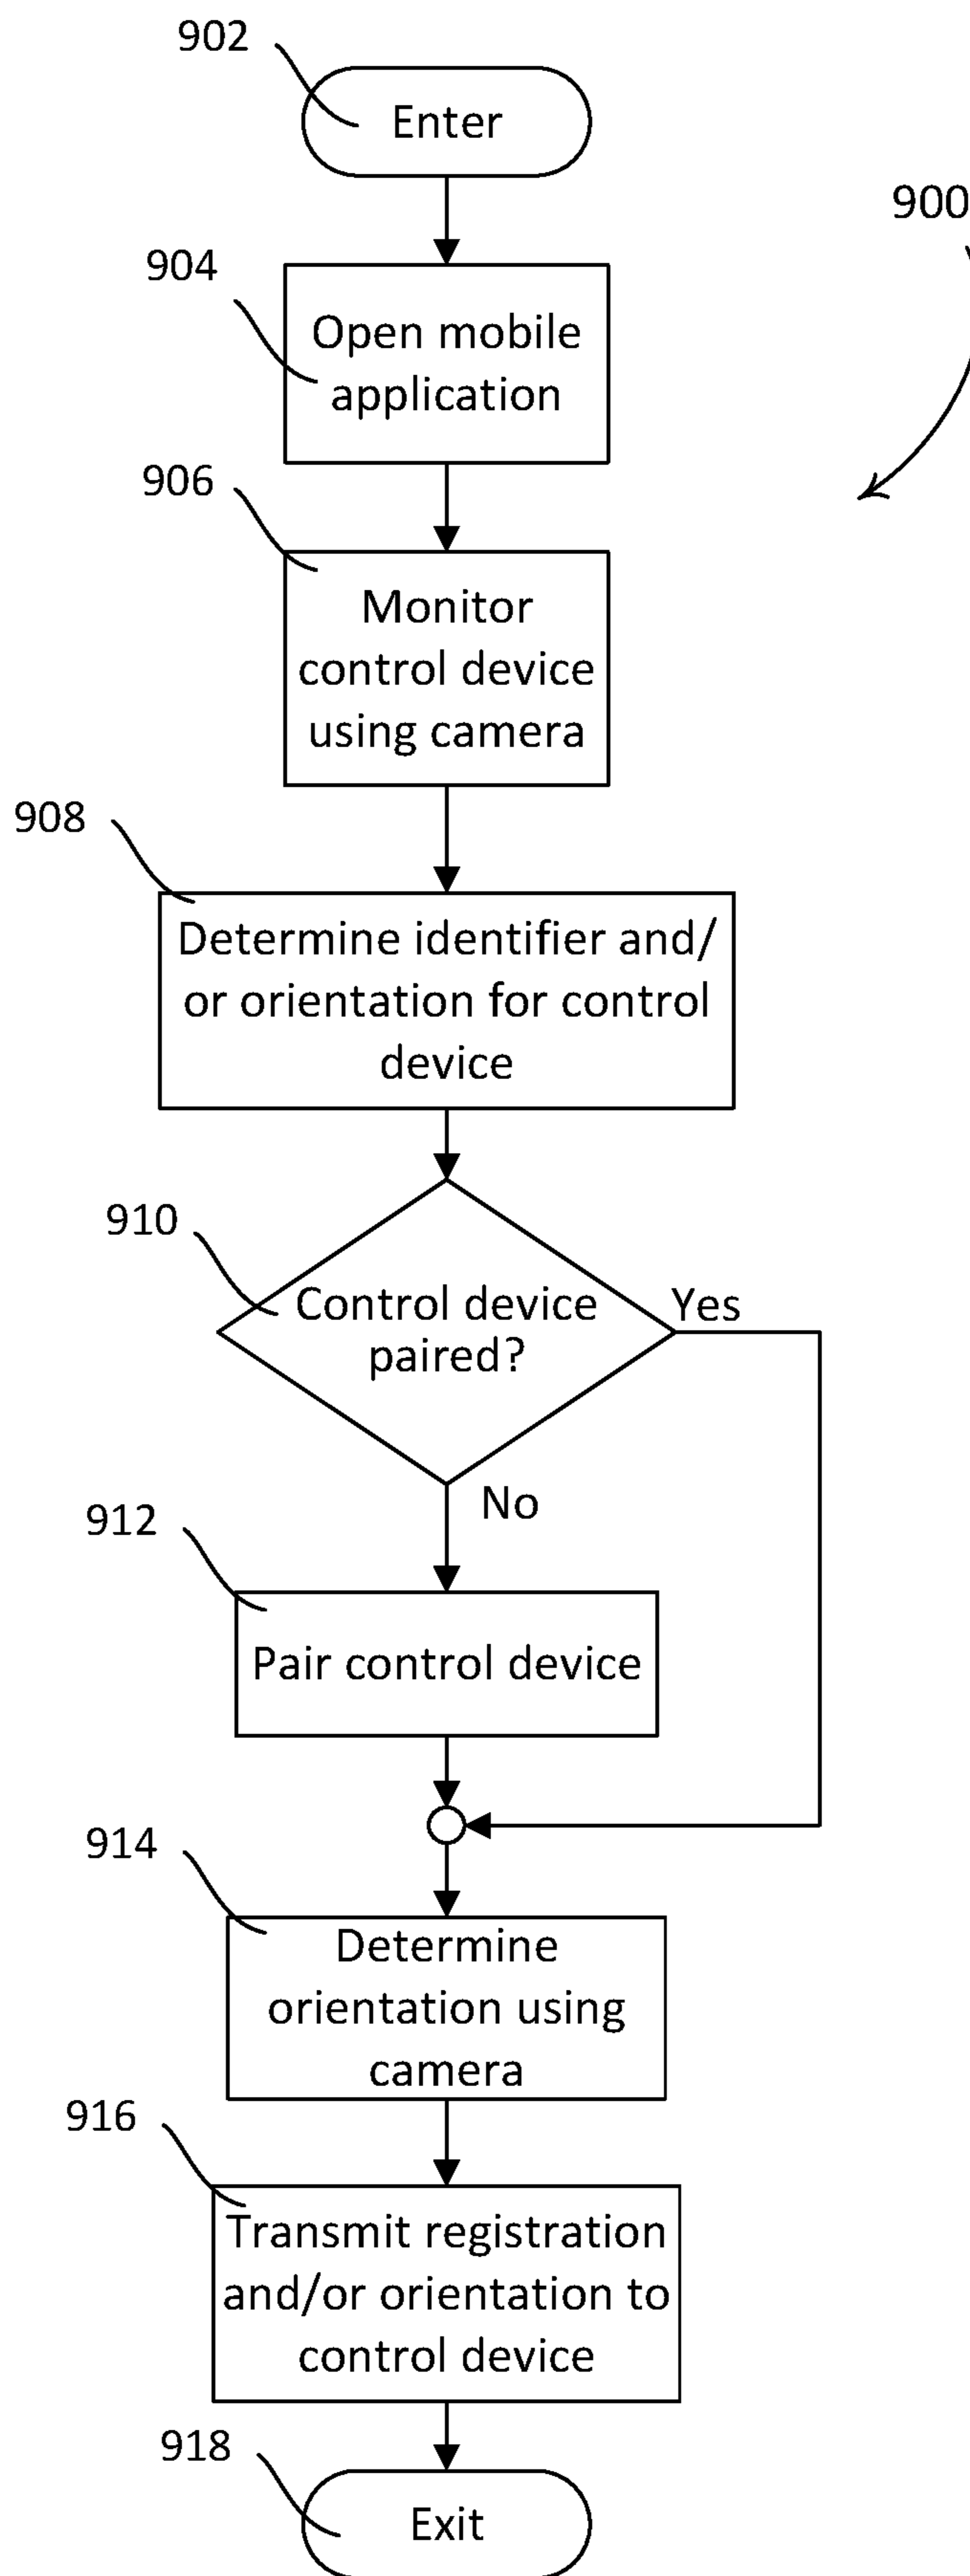 902
Enter
900
904
Open mobile
application
906
Monitor
control device
using camera
908
Determine identifier and/
or orientation for control
device
910
Control device
paired?
Yes
No
912
Pair control device
914
Determine
orientation using
camera
916
Transmit registration
and/or orientation to
control device
918
Exit